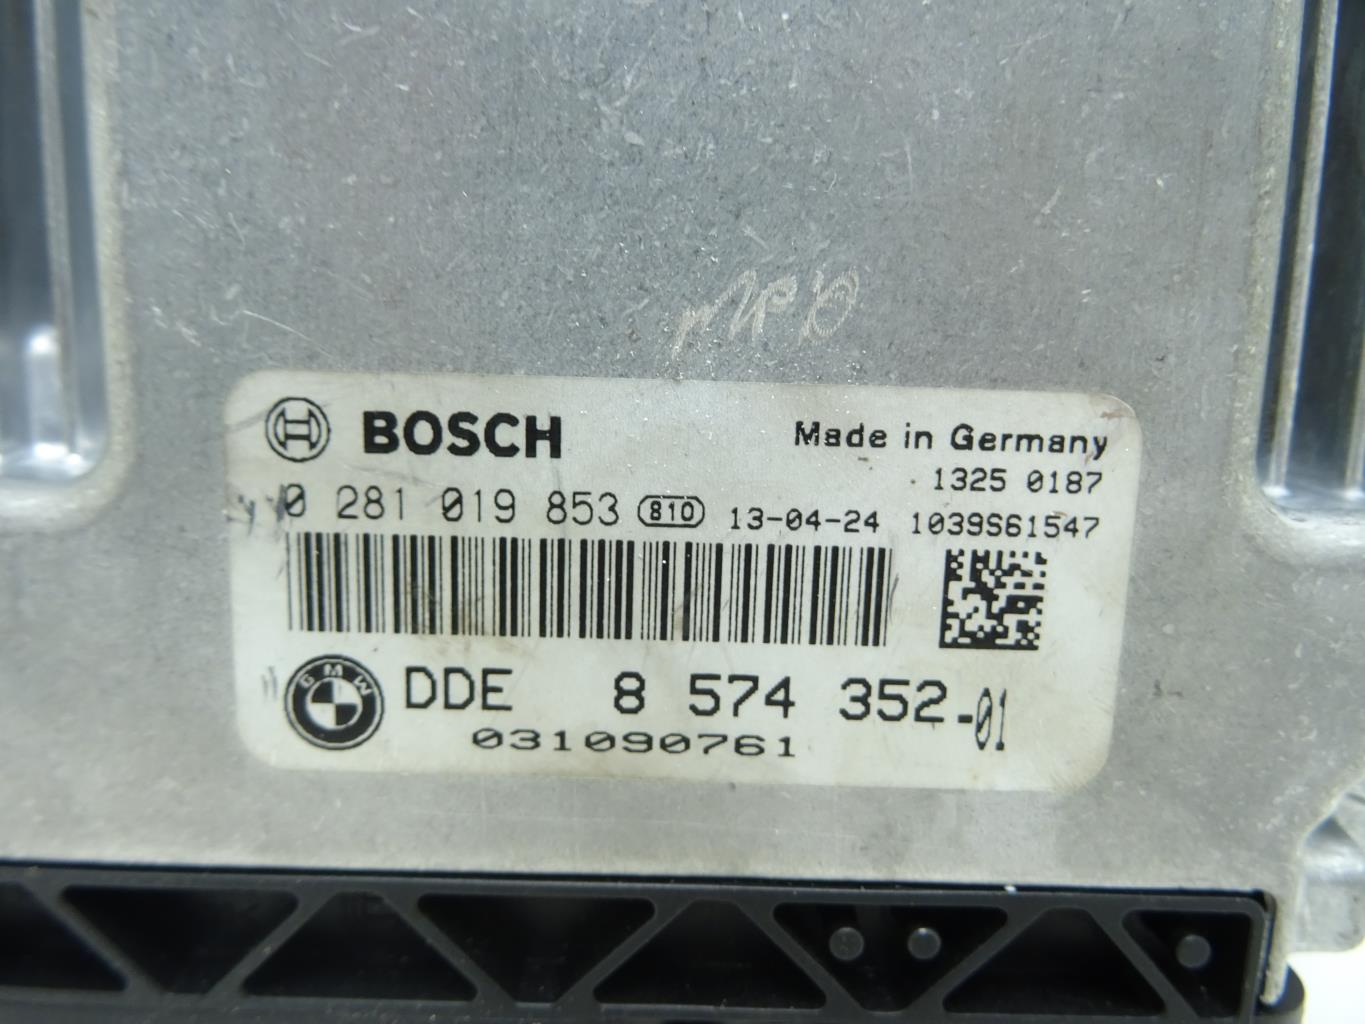 BOSCH
Made in Germany
1325 0187
0 281 019 853 810 13-04-24 1039S61547
BMW DDE 8 574 352-01
031090761